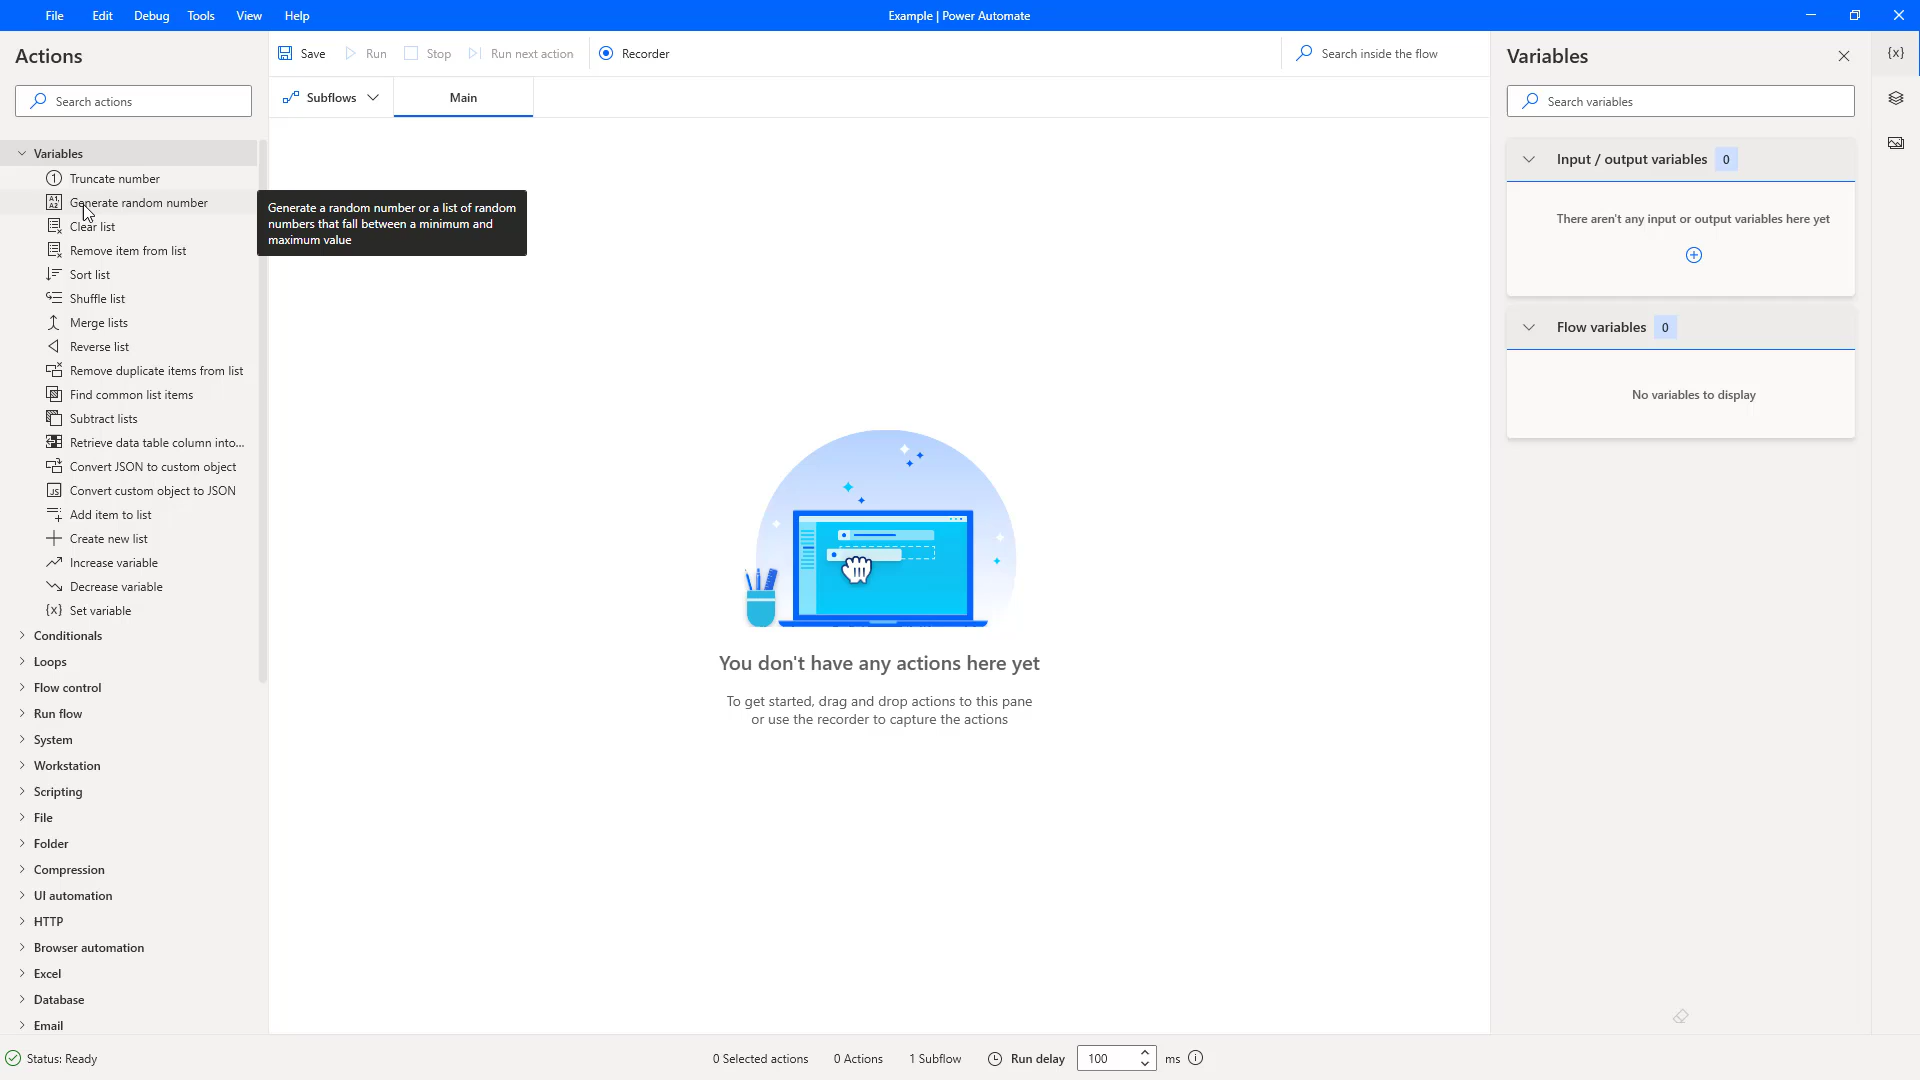 File Edit Debug Tools View Help
Example | Power Automate
Actions
Search actions
Variables
Truncate number
Generate random number
Clear list
Remove item from list
Sort list
Shuffle list
Merge lists
Reverse list
Remove duplicate items from list
Find common list items
Subtract lists
Retrieve data table column into...
Convert JSON to custom object
Convert custom object to JSON
Add item to list
Create new list
Increase variable
Decrease variable
{x} Set variable
Conditionals
Loops
Flow control
Run flow
System
Workstation
Scripting
File
Folder
Compression
UI automation
HTTP
Browser automation
Excel
Database
Email
Save Run Stop Run next action Recorder
Search inside the flow
Subflows Main
Generate a random number or a list of random
numbers that fall between a minimum and
maximum value
You don't have any actions here yet
To get started, drag and drop actions to this pane
or use the recorder to capture the actions
Variables
{x}
Search variables
Input / output variables 0
There aren't any input or output variables here yet
Flow variables 0
No variables to display
Status: Ready
0 Selected actions 0 Actions 1 Subflow Run delay 100 ms